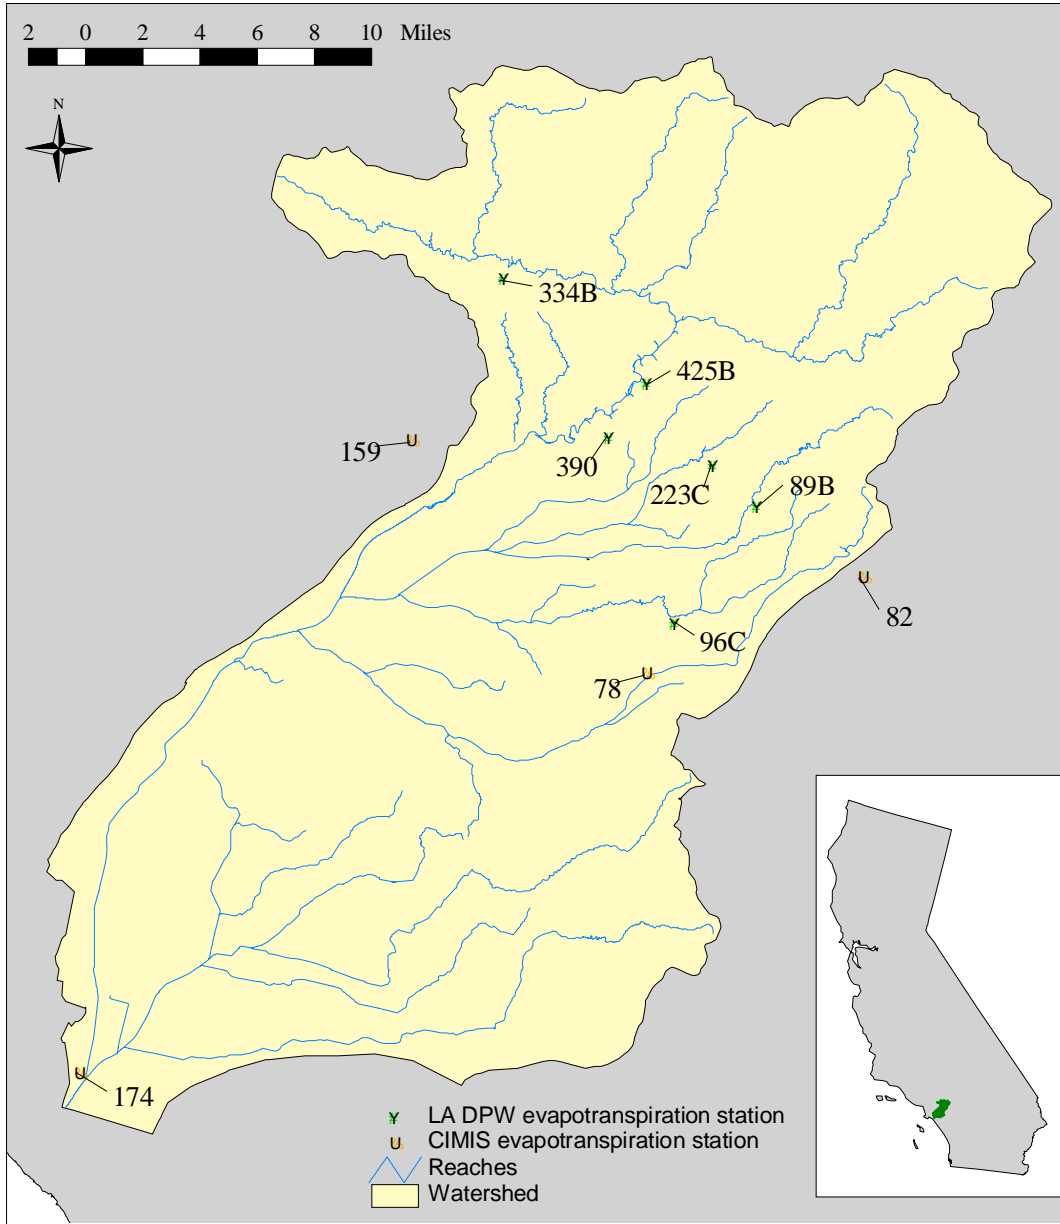 2 0 2 4 6 8 10 Miles
N
334B
425B
159
390
223C
89B
82
96C
78
174
Y LA DPW evapotranspiration station
U CIMIS evapotranspiration station
Reaches
Watershed